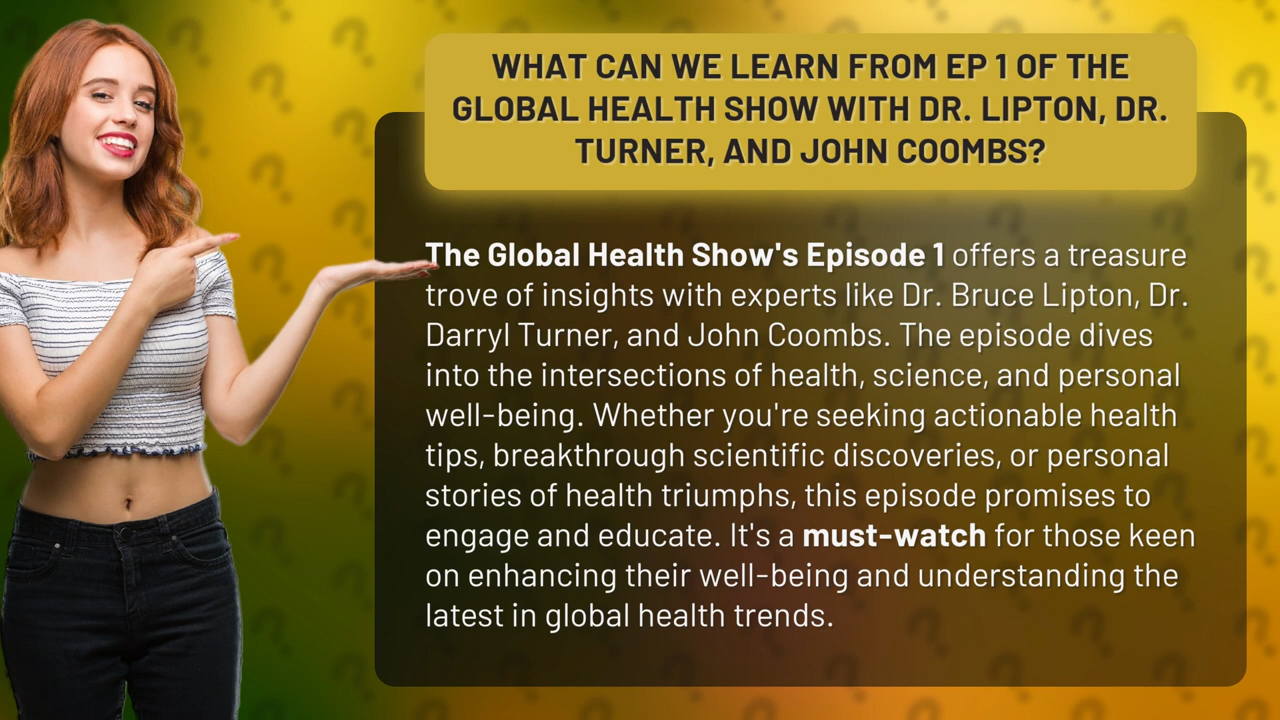 WHAT CAN WE LEARN FROM EP 1 OF THE
GLOBAL HEALTH SHOW WITH DR. LIPTON, DR.
TURNER, AND JOHN COOMBS?
The Global Health Show's Episode 1 offers a treasure
trove of insights with experts like Dr. Bruce Lipton, Dr.
Darryl Turner, and John Coombs. The episode dives
into the intersections of health, science, and personal
well-being. Whether you're seeking actionable health
tips, breakthrough scientific discoveries, or personal
stories of health triumphs, this episode promises to
engage and educate. It's a must-watch for those keen
on enhancing their well-being and understanding the
latest in global health trends.